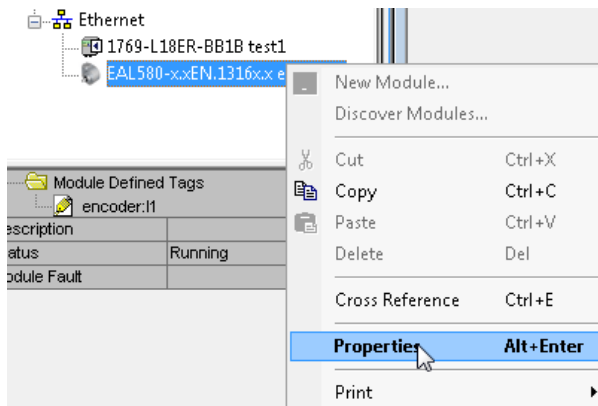 Ethernet
1769-L18ER-BB1B test1
EAL580-x.xEN.1316x.x e
New Module...
Discover Modules...
Cut Ctrl+X
Copy Ctrl+C
Paste Ctrl+V
Delete Del
Cross Reference Ctrl+E
Properties Alt+Enter
Print
Module Defined Tags
encoder:I1
escription
atus Running
odule Fault